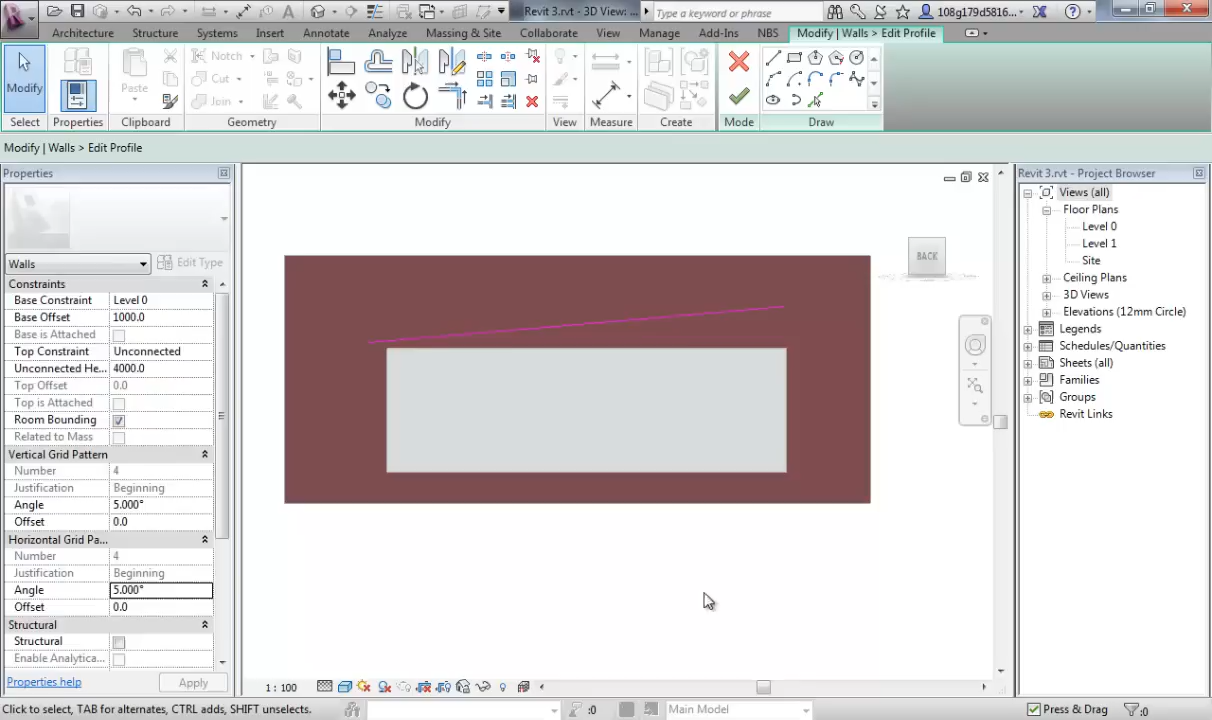 Revit 3.rvt - 3D View: ...
Type a keyword or phrase
108g179d5816...
Architecture
Structure
Systems
Insert
Annotate
Analyze
Massing & Site
Collaborate
View
Manage
Add-Ins
NBS
Modify | Walls > Edit Profile
Modify
Paste
Notch
Cut
Join
Select
Properties
Clipboard
Geometry
Modify
View
Measure
Create
Mode
Draw
Modify | Walls > Edit Profile
Properties
Walls
Edit Type
Constraints
Base Constraint Level 0
Base Offset 1000.0
Base is Attached
Top Constraint Unconnected
Unconnected He... 4000.0
Top Offset 0.0
Top is Attached
Room Bounding
Related to Mass
Vertical Grid Pattern
Number 4
Justification Beginning
Angle 5.000°
Offset 0.0
Horizontal Grid Pa...
Number 4
Justification Beginning
Angle 5.000°
Offset 0.0
Structural
Structural
Enable Analytica...
Properties help
Apply
BACK
1 : 100
Revit 3.rvt - Project Browser
Views (all)
Floor Plans
Level 0
Level 1
Site
Ceiling Plans
3D Views
Elevations (12mm Circle)
Legends
Schedules/Quantities
Sheets (all)
Families
Groups
Revit Links
Click to select, TAB for alternates, CTRL adds, SHIFT unselects.
:0
Main Model
Press & Drag
:0